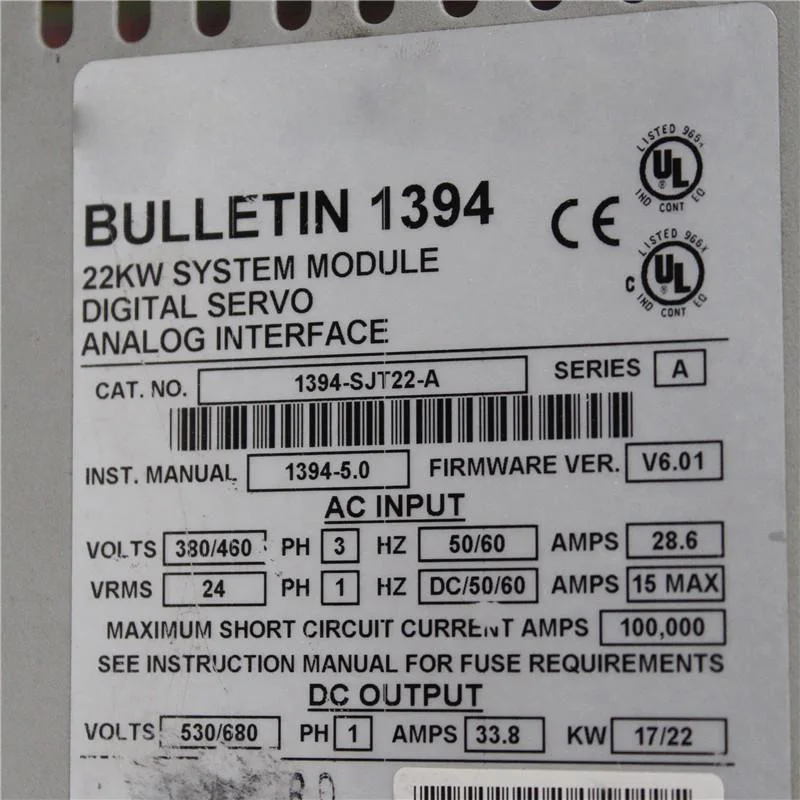 LISTED 966x
UL
®
IND CONT EQ
BULLETIN 1394 CE
22KW SYSTEM MODULE
LISTED 966X
C UL
®
IND CONT EQ
DIGITAL SERVO
ANALOG INTERFACE
CAT. NO. 1394-SJT22-A SERIES A
INST. MANUAL 1394-5.0 FIRMWARE VER. V6.01
AC INPUT
VOLTS 380/460 PH 3 HZ 50/60 AMPS 28.6
VRMS 24 PH 1 HZ DC/50/60 AMPS 15 MAX
MAXIMUM SHORT CIRCUIT CURRENT AMPS 100,000
SEE INSTRUCTION MANUAL FOR FUSE REQUIREMENTS
DC OUTPUT
VOLTS 530/680 PH 1 AMPS 33.8 KW 17/22